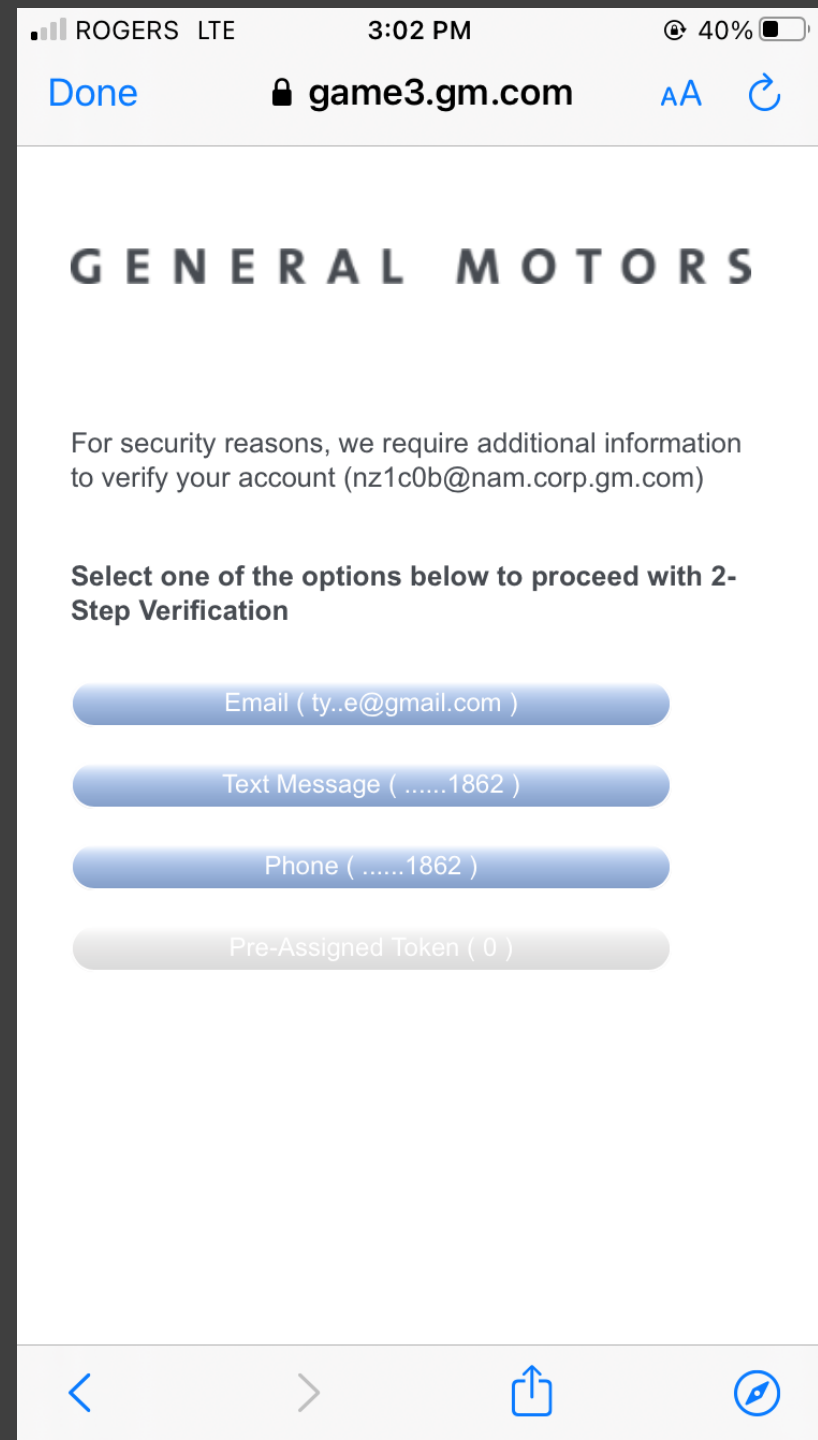 ROGERS LTE 3:02 PM 40%
Done game3.gm.com AA
GENERAL MOTORS
For security reasons, we require additional information
to verify your account (nz1c0b@nam.corp.gm.com)
Select one of the options below to proceed with 2-
Step Verification
Email ( ty..e@gmail.com )
Text Message ( ......1862 )
Phone ( ......1862 )
Pre-Assigned Token ( 0 )